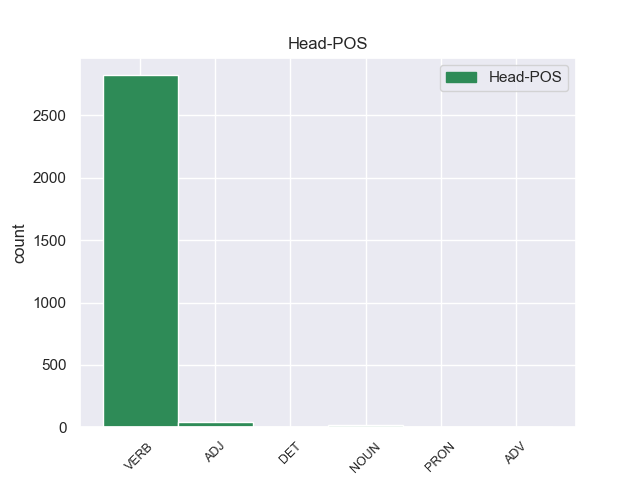 Head-POS
Head-POS
count
2500
2000
1500
1000
500
0
VERB
ADJ
DET
NOUN
PRON
ADV